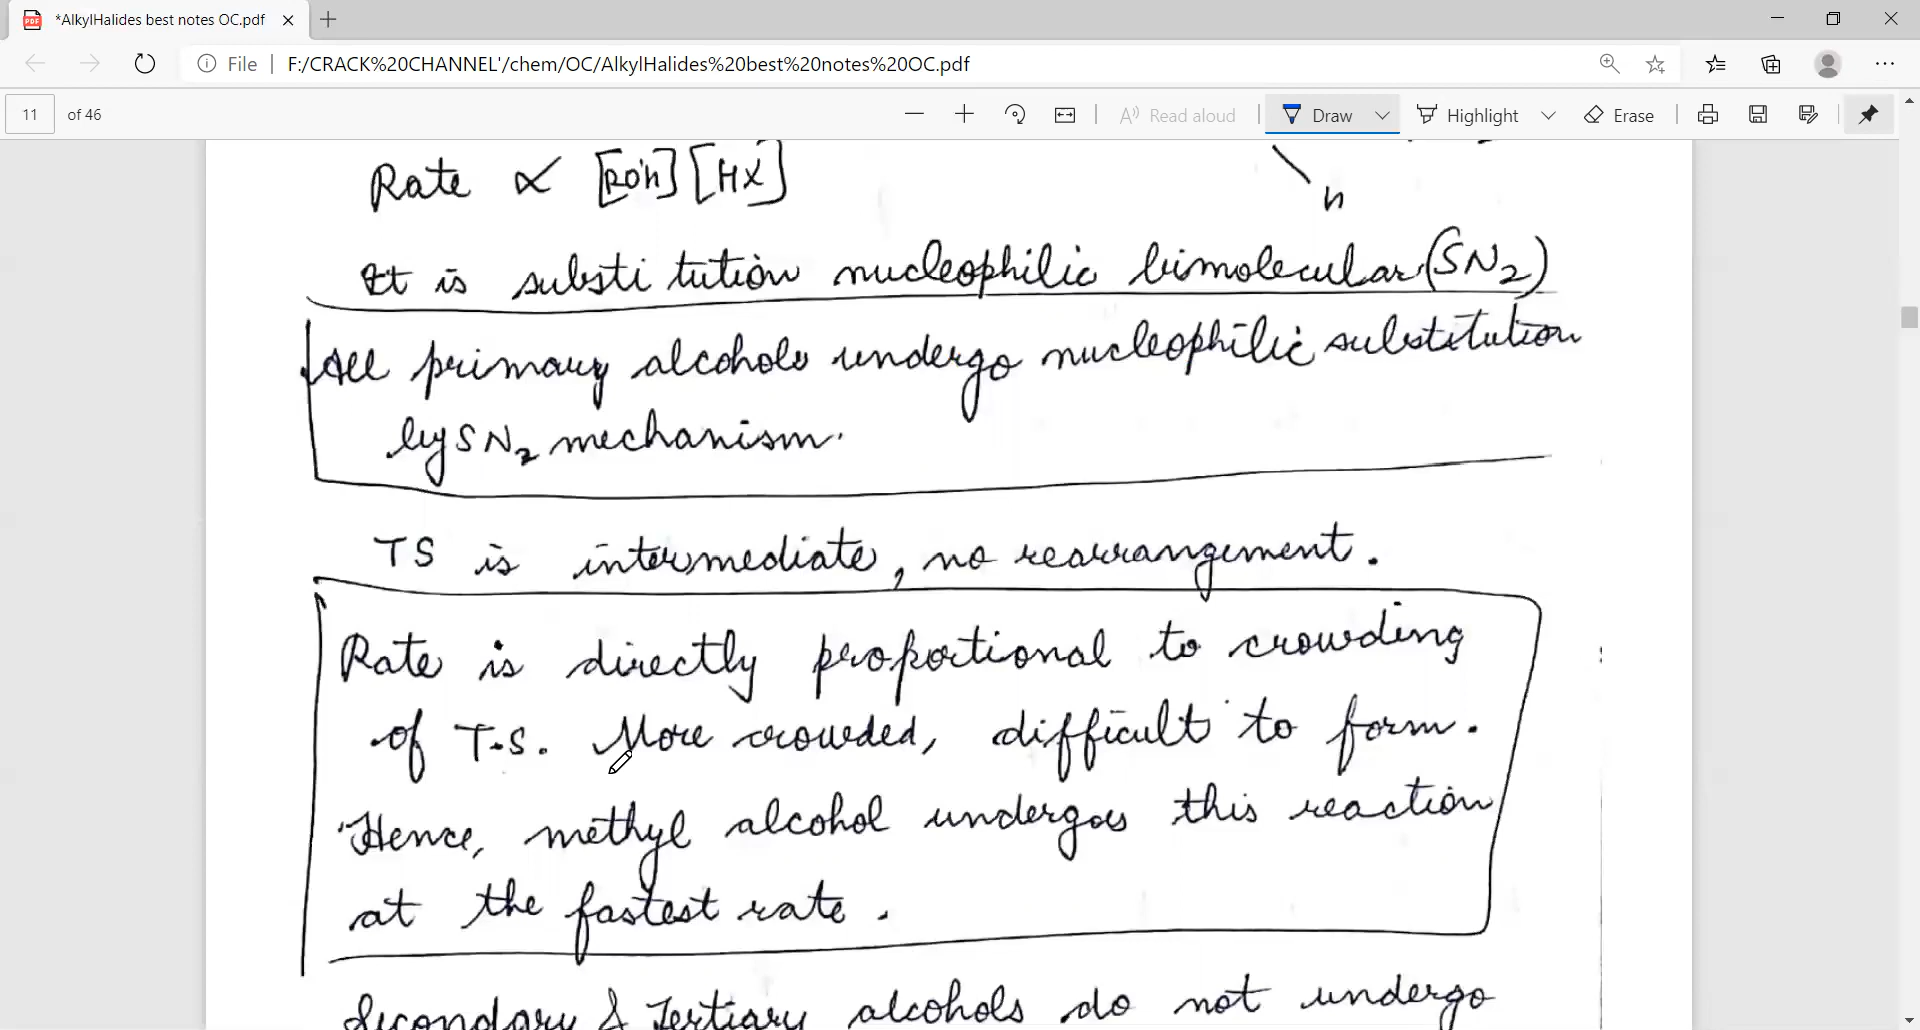 *AlkylHalides best notes OC.pdf
File F:/CRACK%20CHANNEL'/chem/OC/AlkylHalides%20best%20notes%20OC.pdf
11 of 46
Read aloud Draw Highlight Erase
Rate ∝ [ROH] [HX]
H
It is substitution nucleophilic bimolecular (SN2)
All primary alcohols undergo nucleophilic substitution
by SN2 mechanism.
TS is intermediate, no rearrangement.
Rate is directly proportional to crowding
of T.S. More crowded, difficult to form.
Hence, methyl alcohol undergoes this reaction
at the fastest rate.
Secondary & Tertiary alcohols do not undergo